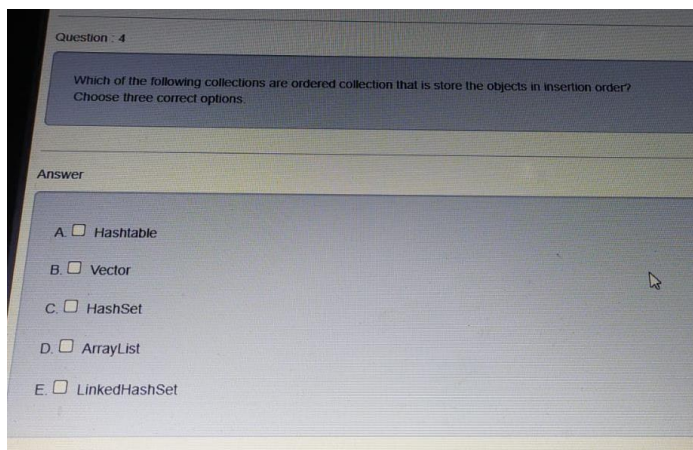 Question : 4
Which of the following collections are ordered collection that is store the objects in insertion order?
Choose three correct options.
Answer
A. Hashtable
B. Vector
C. HashSet
D. ArrayList
E. LinkedHashSet